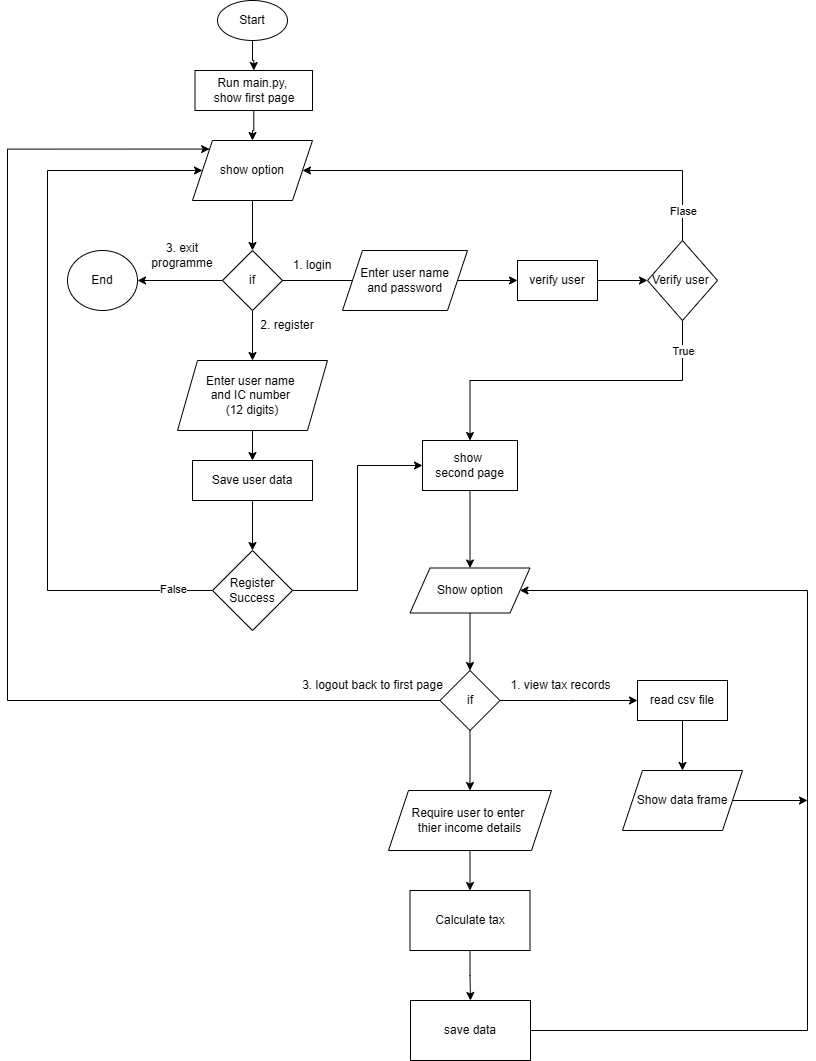 Start
Run main.py,
show first page
show option
3. exit
programme
End
if
1. login
Enter user name
and password
verify user
Verify user
Flase
True
2. register
Enter user name
and IC number
(12 digits)
Save user data
Register
Success
False
show
second page
Show option
3. logout back to first page
if
1. view tax records
read csv file
Show data frame
Require user to enter
thier income details
Calculate tax
save data